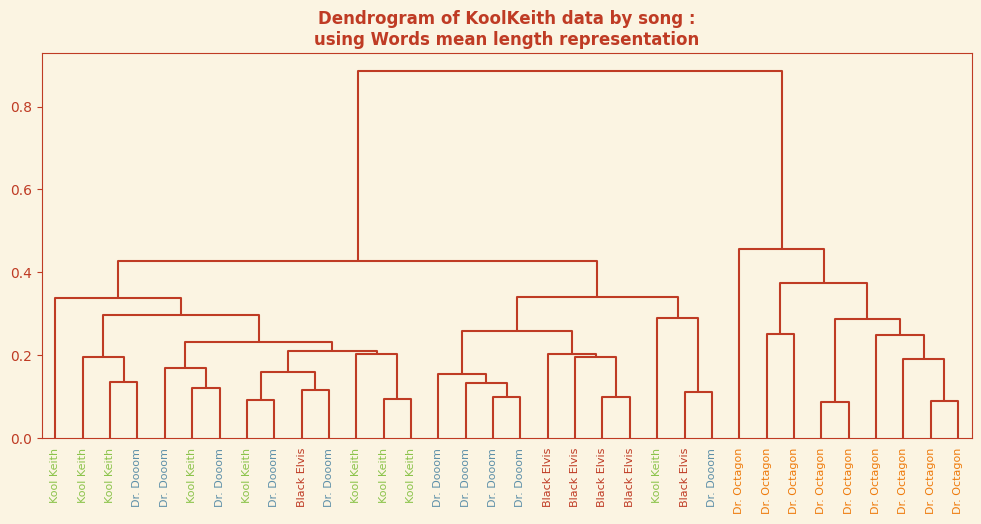 Dendrogram of KoolKeith data by song :
using Words mean length representation
0.8
0.6
0.4
0.2
0.0
Kool Keith
Kool Keith
Kool Keith
Dr. Dooom
Dr. Dooom
Kool Keith
Dr. Dooom
Kool Keith
Dr. Dooom
Black Elvis
Dr. Dooom
Kool Keith
Kool Keith
Kool Keith
Dr. Dooom
Dr. Dooom
Dr. Dooom
Dr. Dooom
Black Elvis
Black Elvis
Black Elvis
Black Elvis
Kool Keith
Black Elvis
Dr. Dooom
Dr. Octagon
Dr. Octagon
Dr. Octagon
Dr. Octagon
Dr. Octagon
Dr. Octagon
Dr. Octagon
Dr. Octagon
Dr. Octagon